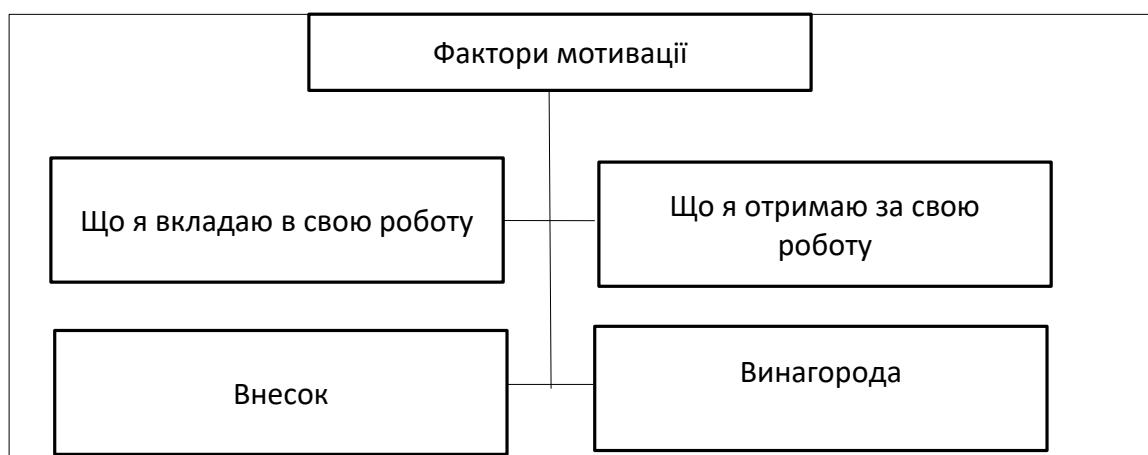 Фактори мотивації
Що я вкладаю в свою роботу
Що я отримаю за свою
роботу
Внесок
Винагорода